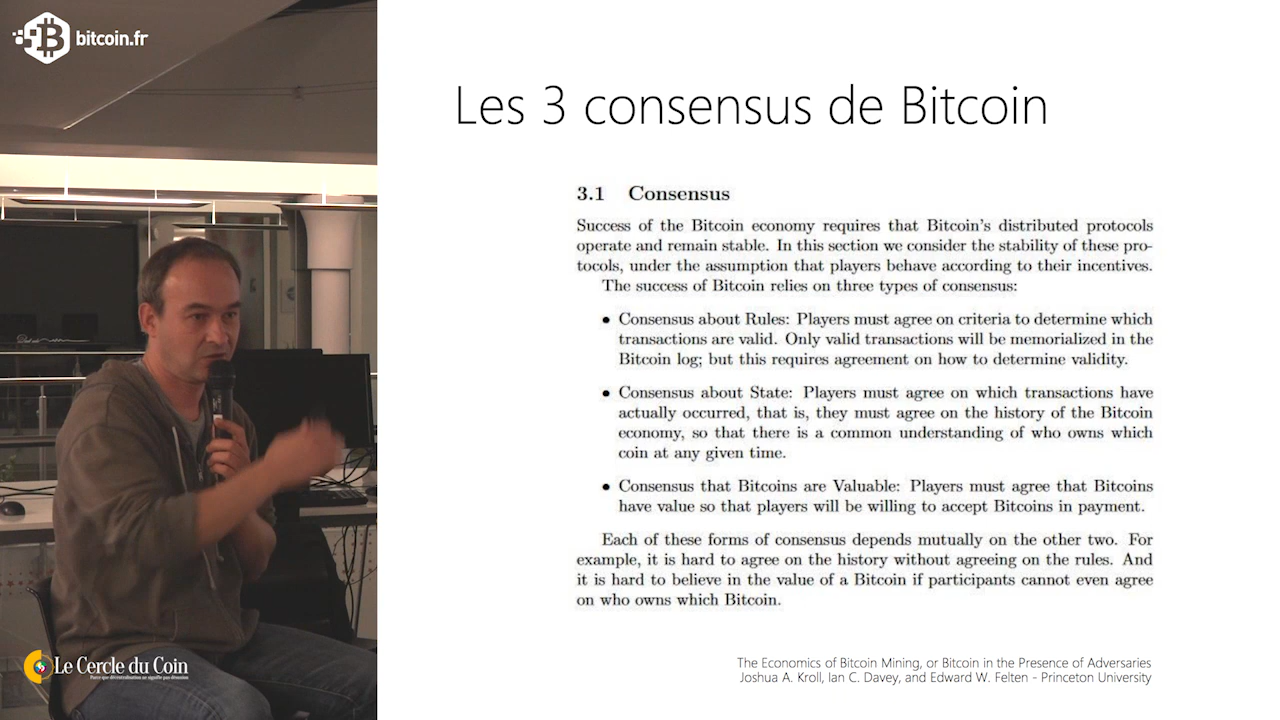 bitcoin.fr
Les 3 consensus de Bitcoin
3.1 Consensus
Success of the Bitcoin economy requires that Bitcoin's distributed protocols
operate and remain stable. In this section we consider the stability of these pro-
tocols, under the assumption that players behave according to their incentives.
The success of Bitcoin relies on three types of consensus:
• Consensus about Rules: Players must agree on criteria to determine which
transactions are valid. Only valid transactions will be memorialized in the
Bitcoin log; but this requires agreement on how to determine validity.
• Consensus about State: Players must agree on which transactions have
actually occurred, that is, they must agree on the history of the Bitcoin
economy, so that there is a common understanding of who owns which
coin at any given time.
• Consensus that Bitcoins are Valuable: Players must agree that Bitcoins
have value so that players will be willing to accept Bitcoins in payment.
Each of these forms of consensus depends mutually on the other two. For
example, it is hard to agree on the history without agreeing on the rules. And
it is hard to believe in the value of a Bitcoin if participants cannot even agree
on who owns which Bitcoin.
Le Cercle du Coin
Parce que décentralisation ne signifie pas désunion
The Economics of Bitcoin Mining, or Bitcoin in the Presence of Adversaries
Joshua A. Kroll, Ian C. Davey, and Edward W. Felten - Princeton University